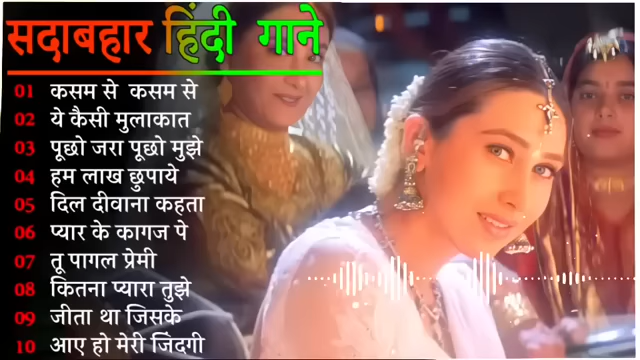 सदाबहार हिंदी गाने
01 कसम से कसम से
02 ये कैसी मुलाकात
03 पूछो जरा पूछो मुझे
04 हम लाख छुपाये
05 दिल दीवाना कहता
06 प्यार के कागज पे
07 तू पागल प्रेमी
08 कितना प्यारा तुझे
09 जीता था जिसके
10 आए हो मेरी जिंदगी